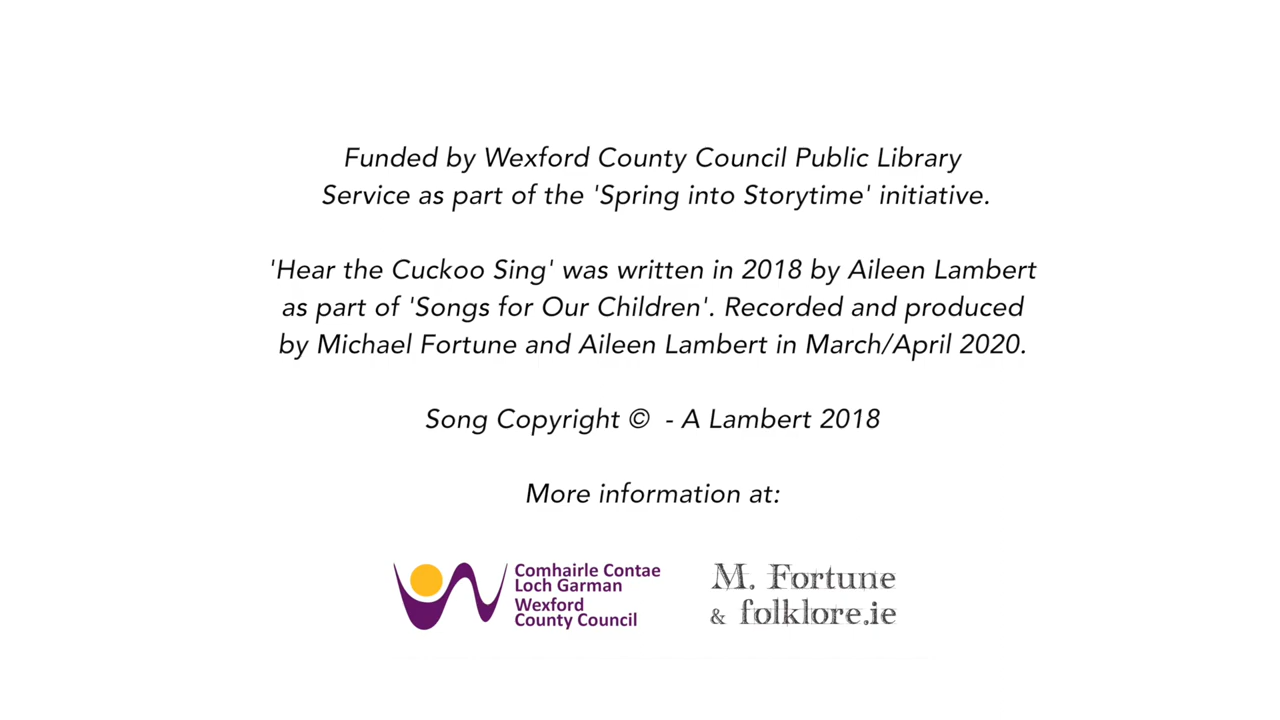 Funded by Wexford County Council Public Library
Service as part of the 'Spring into Storytime' initiative.
'Hear the Cuckoo Sing' was written in 2018 by Aileen Lambert
as part of 'Songs for Our Children'. Recorded and produced
by Michael Fortune and Aileen Lambert in March/April 2020.
Song Copyright © - A Lambert 2018
More information at:
Comhairle Contae
Loch Garman
Wexford
County Council
M. Fortune
& folklore.ie